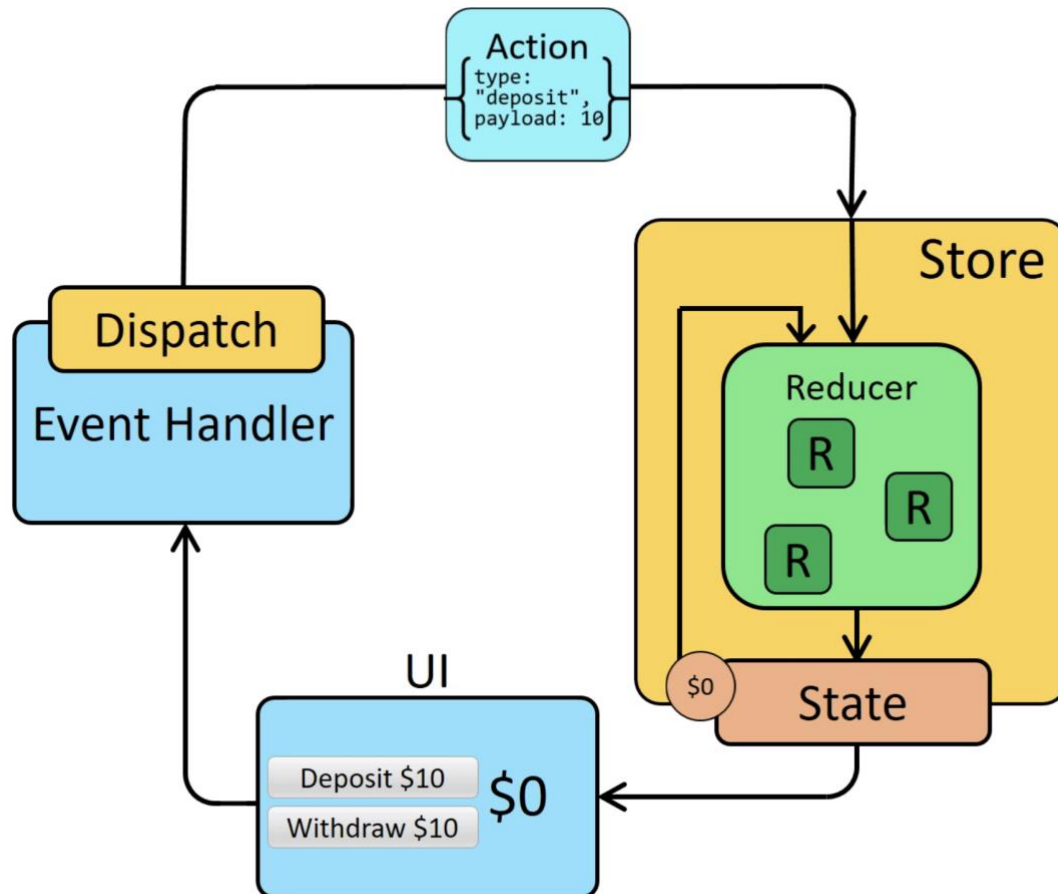 Action
type:
"deposit",
payload: 10
Store
Dispatch
Event Handler
Reducer
R
R
R
$0
State
UI
Deposit $10
$0
Withdraw $10